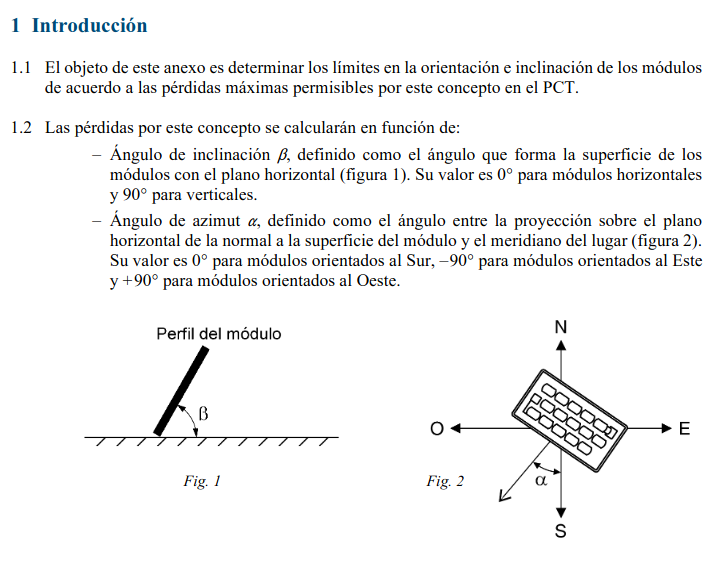 1 Introducción
1.1 El objeto de este anexo es determinar los límites en la orientación e inclinación de los módulos
de acuerdo a las pérdidas máximas permisibles por este concepto en el PCT.
1.2 Las pérdidas por este concepto se calcularán en función de:
– Ángulo de inclinación β, definido como el ángulo que forma la superficie de los
módulos con el plano horizontal (figura 1). Su valor es 0° para módulos horizontales
y 90° para verticales.
– Ángulo de azimut α, definido como el ángulo entre la proyección sobre el plano
horizontal de la normal a la superficie del módulo y el meridiano del lugar (figura 2).
Su valor es 0° para módulos orientados al Sur, –90° para módulos orientados al Este
y +90° para módulos orientados al Oeste.
Perfil del módulo
β
Fig. 1
N
O
E
α
S
Fig. 2